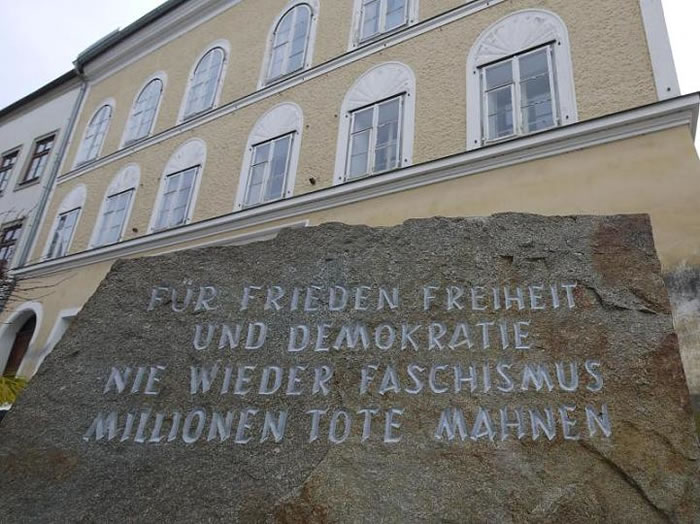 FÜR FRIEDEN FREIHEIT
UND DEMOKRATIE
NIE WIEDER FASCHISMUS
MILLIONEN TOTE MAHNEN